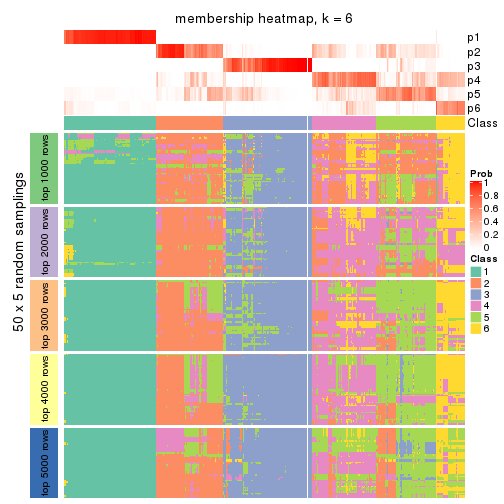 membership heatmap, k = 6
p1
p2
p3
p4
p5
p6
Class
50 x 5 random samplings
top 1000 rows
top 2000 rows
top 3000 rows
top 4000 rows
top 5000 rows
Prob
1
0.8
0.6
0.4
0.2
0
Class
1
2
3
4
5
6